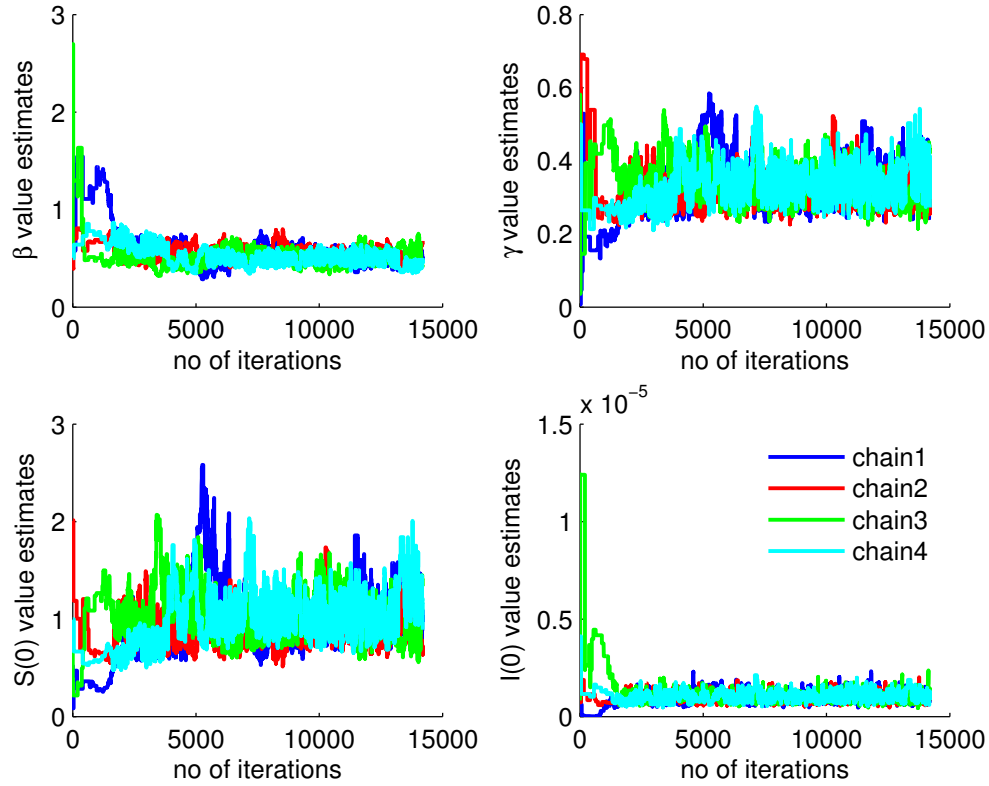 3
2
1
0
0
5000
10000
15000
β value estimates
no of iterations
0.8
0.6
0.4
0.2
0
0
5000
10000
15000
γ value estimates
no of iterations
3
2
1
0
0
5000
10000
15000
S(0) value estimates
no of iterations
x 10⁻⁵
1.5
1
0.5
0
0
5000
10000
15000
I(0) value estimates
no of iterations
chain1
chain2
chain3
chain4